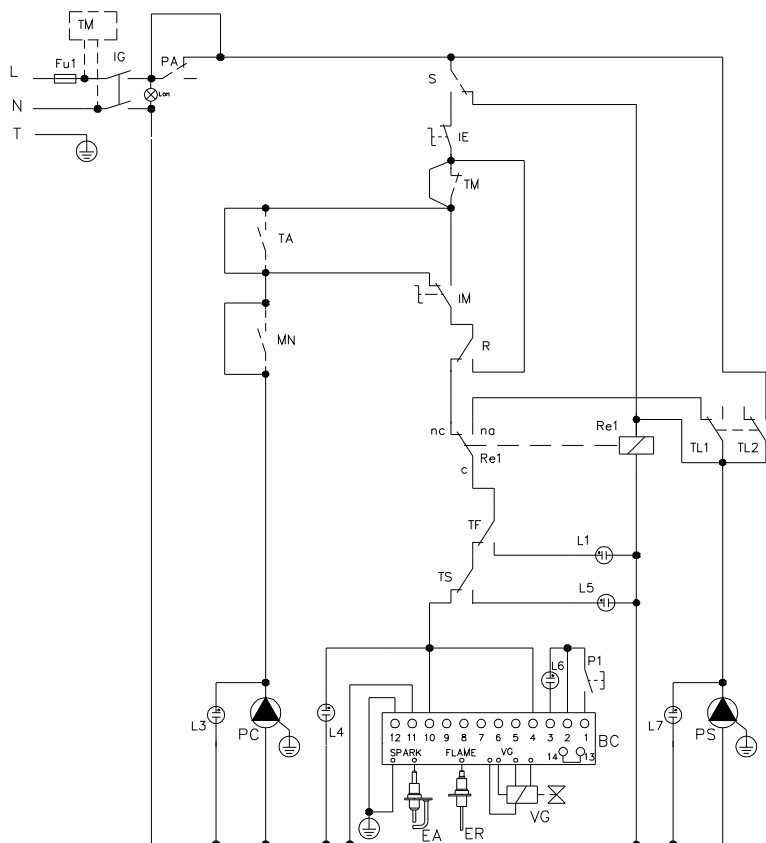 TM
Fu1
IG
PA
L
Lan
N
T
S
IE
TM
TA
IM
MN
R
nc
na
Re1
Re1
TL1
TL2
c
TF
L1
TS
L5
L6
P1
L3
PC
L4
12 11 10 9 8 7 6 5 4 3 2 1
BC
L7
PS
SPARK
FLAME
VG
14
13
EA
ER
VG